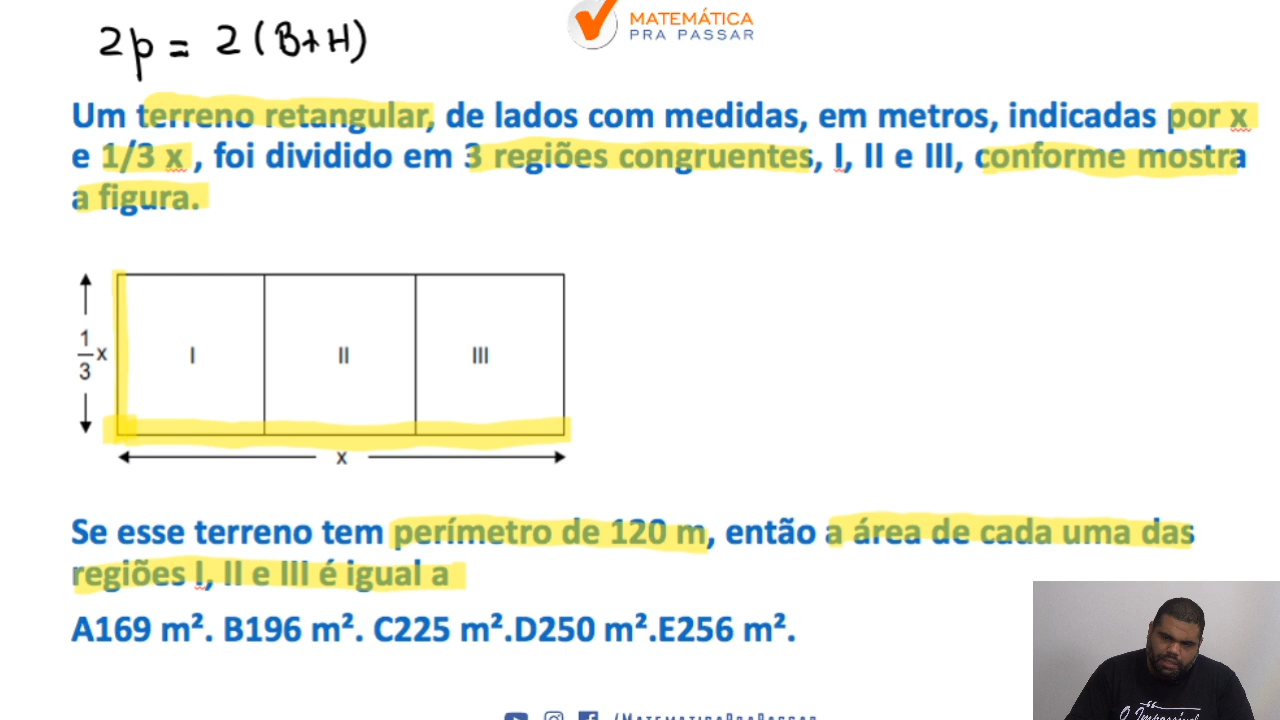 2p = 2(B+H)
MATEMÁTICA
PRA PASSAR
Um terreno retangular, de lados com medidas, em metros, indicadas por x
e 1/3 x , foi dividido em 3 regiões congruentes, I, II e III, conforme mostra
a figura.
1
3
x
I
II
III
x
Se esse terreno tem perímetro de 120 m, então a área de cada uma das
regiões I, II e III é igual a
A169 m². B196 m². C225 m².D250 m².E256 m².
/MATEMATICAPRAPASSAR